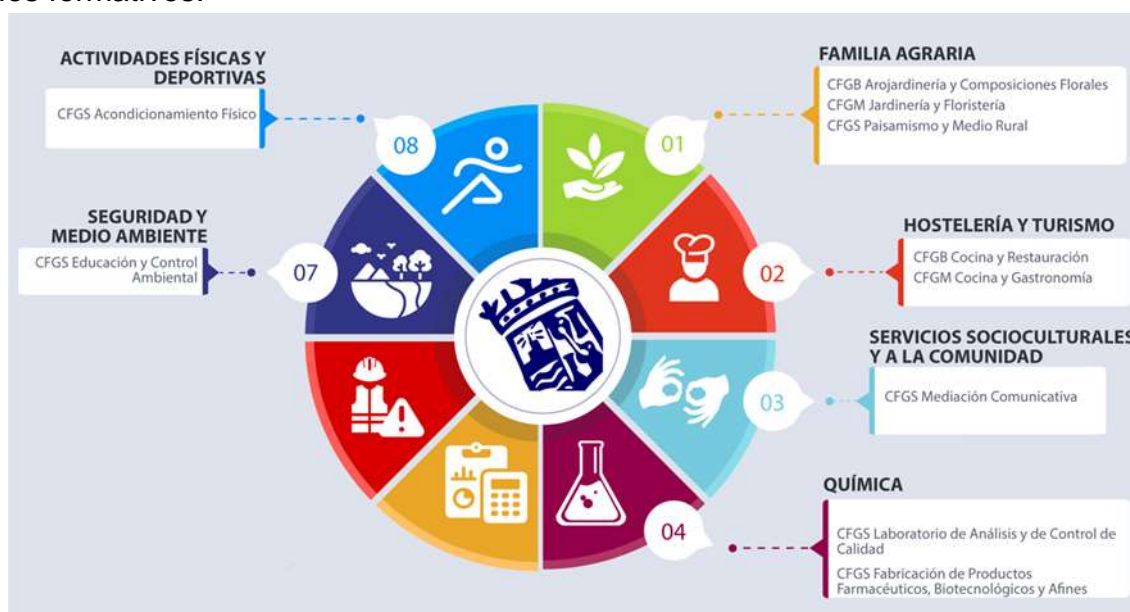 ACTIVIDADES FÍSICAS Y
DEPORTIVAS
CFGS Acondicionamiento Físico
08
SEGURIDAD Y
MEDIO AMBIENTE
CFGS Educación y Control
Ambiental
07
FAMILIA AGRARIA
CFGB Arojardinería y Composiciones Florales
CFGM Jardinería y Floristería
CFGS Paisamismo y Medio Rural
01
HOSTELERÍA Y TURISMO
CFGB Cocina y Restauración
CFGM Cocina y Gastronomía
02
SERVICIOS SOCIOCULTURALES
Y A LA COMUNIDAD
CFGS Mediación Comunicativa
03
QUÍMICA
CFGS Laboratorio de Análisis y de Control de
Calidad
CFGS Fabricación de Productos
Farmacéuticos, Biotecnológicos y Afines
04